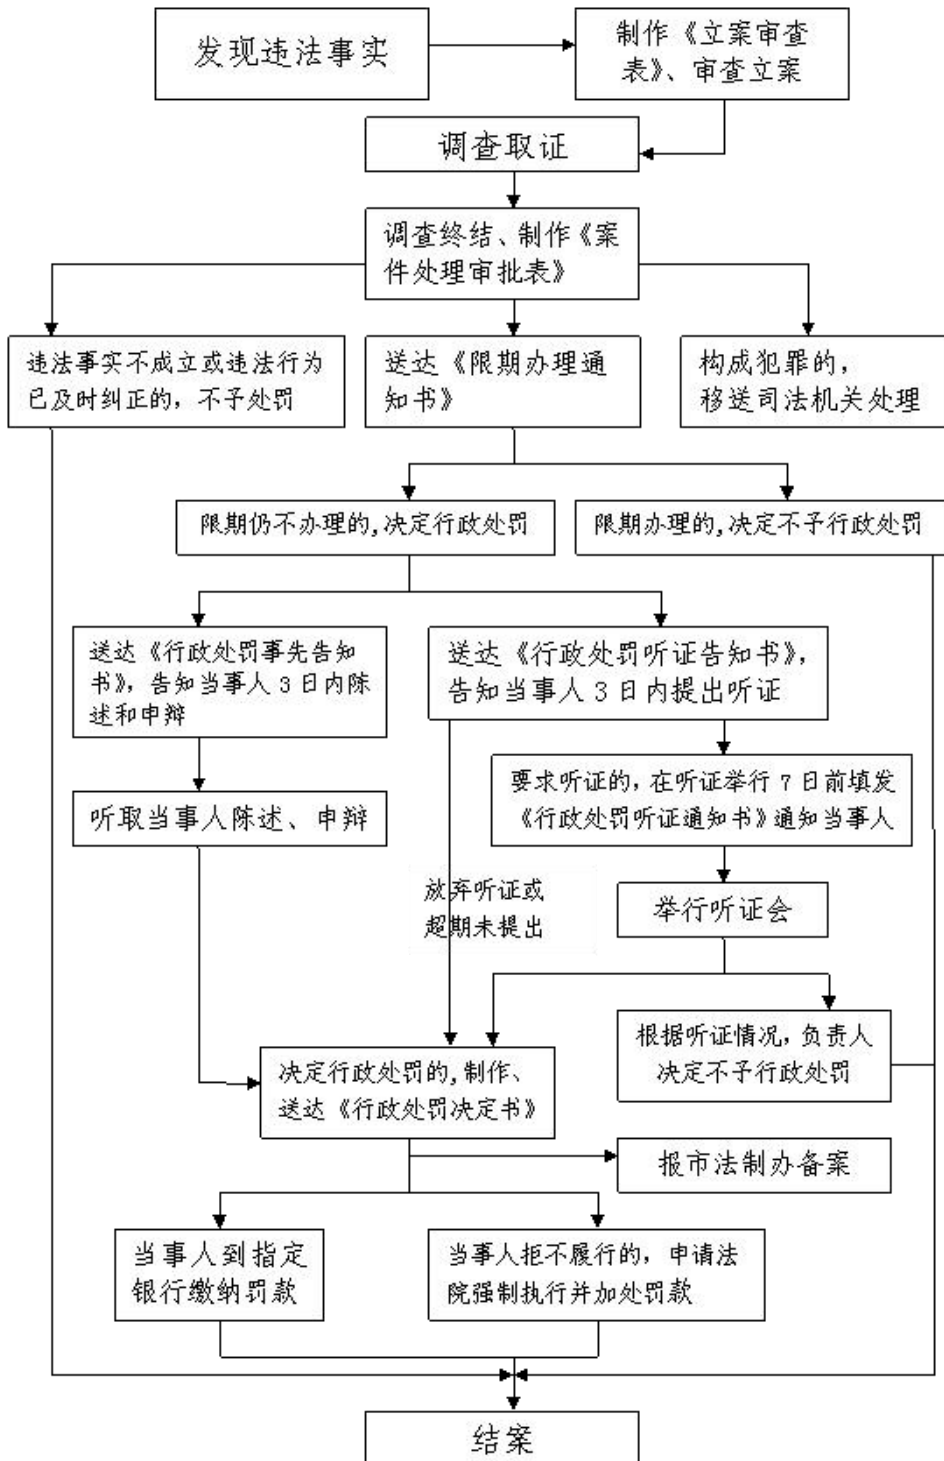 发现违法事实
制作《立案审查
表》、审查立案
调查取证
调查终结、制作《案
件处理审批表》
违法事实不成立或违法行为
已及时纠正的，不予处罚
送达《限期办理通
知书》
构成犯罪的，
移送司法机关处理
限期仍不办理的,决定行政处罚
限期办理的,决定不予行政处罚
送达《行政处罚事先告知
书》，告知当事人3日内陈
述和申辩
送达《行政处罚听证告知书》，
告知当事人3日内提出听证
听取当事人陈述、申辩
要求听证的，在听证举行7日前填发
《行政处罚听证通知书》通知当事人
放弃听证或
超期未提出
举行听证会
根据听证情况，负责人
决定不予行政处罚
决定行政处罚的,制作、
送达《行政处罚决定书》
报市法制办备案
当事人到指定
银行缴纳罚款
当事人拒不履行的，申请法
院强制执行并加处罚款
结案